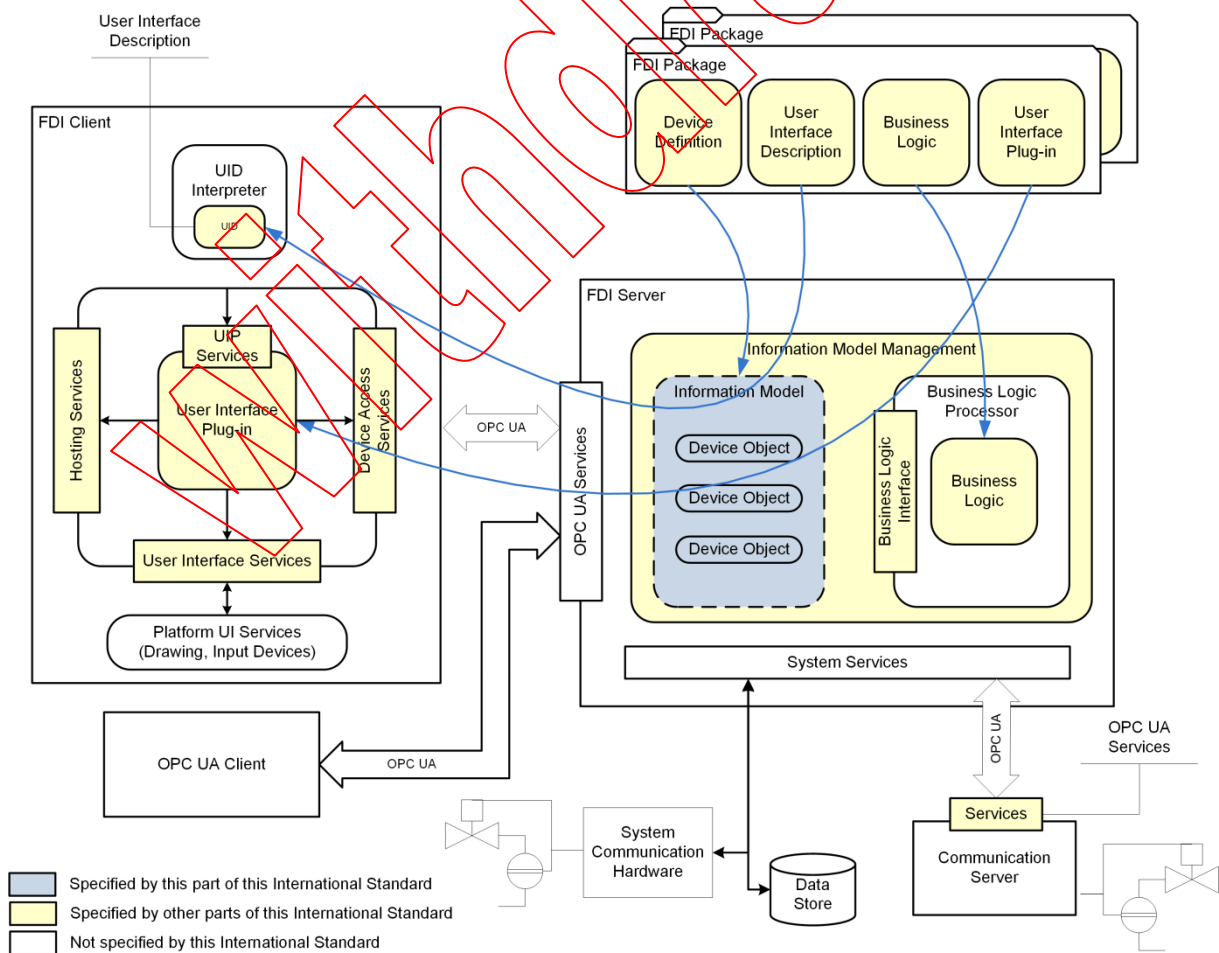 User Interface
Description
FDI Package
FDI Package
Device
Definition
User
Interface
Description
Business
Logic
User
Interface
Plug-in
FDI Client
UID
Interpreter
UID
UIP
Services
User Interface
Plug-in
Hosting Services
Device Access
Services
User Interface Services
Platform UI Services
(Drawing, Input Devices)
OPC UA
FDI Server
OPC UA Services
Information Model Management
Information Model
Device Object
Device Object
Device Object
Business Logic
Processor
Business Logic
Interface
Business
Logic
System Services
OPC UA Client
OPC UA
OPC UA
OPC UA
Services
Services
Communication
Server
System
Communication
Hardware
Data
Store
Specified by this part of this International Standard
Specified by other parts of this International Standard
Not specified by this International Standard